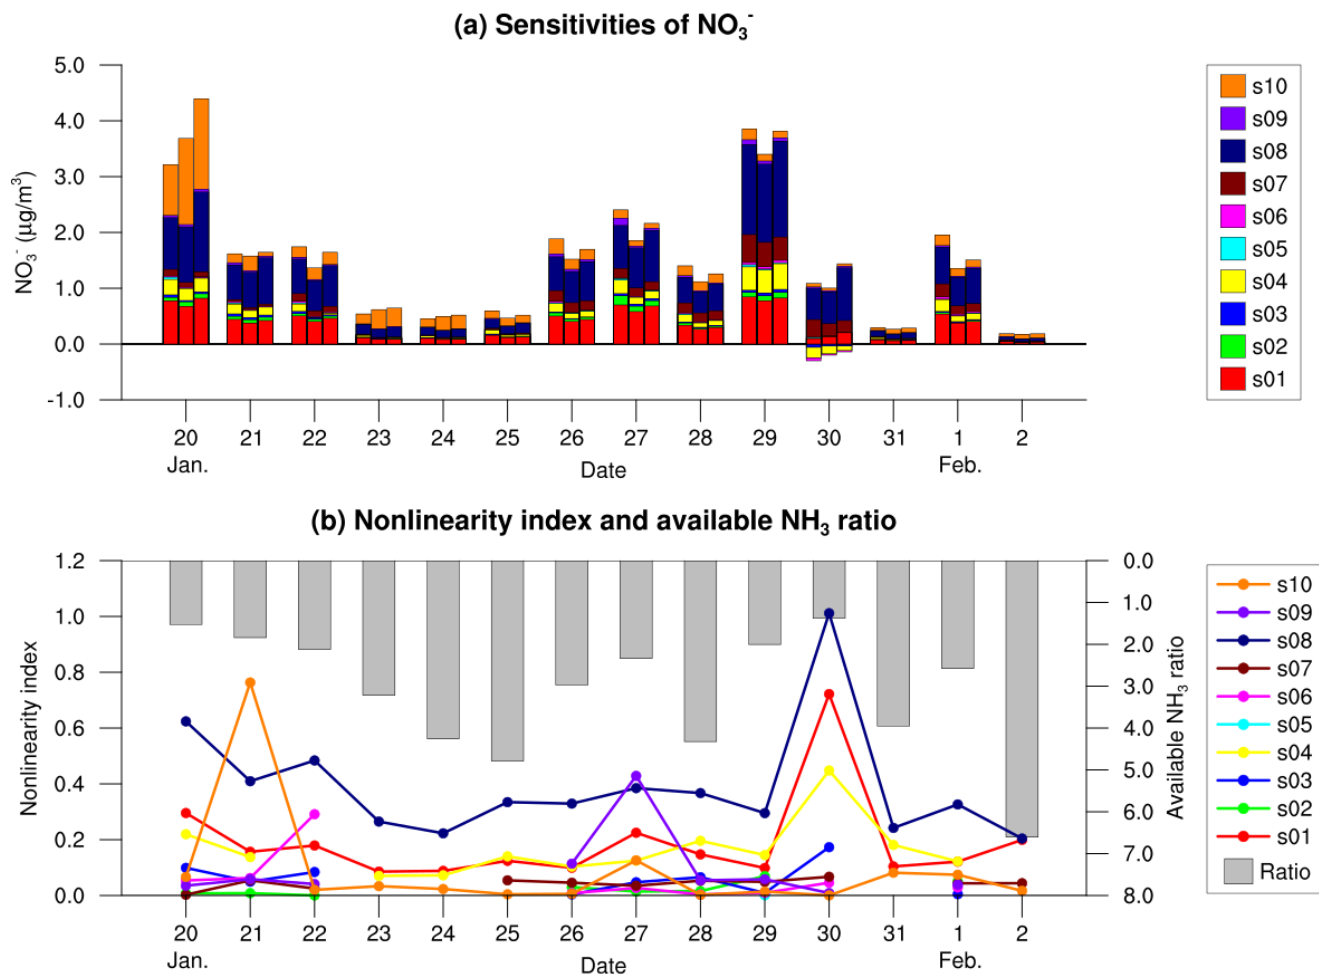 (a) Sensitivities of NO₃⁻
5.0
4.0
3.0
2.0
1.0
0.0
-1.0
NO₃⁻ (µg/m³)
20 21 22 23 24 25 26 27 28 29 30 31 1 2
Jan. Date Feb.
s10
s09
s08
s07
s06
s05
s04
s03
s02
s01
(b) Nonlinearity index and available NH₃ ratio
1.2
1.0
0.8
0.6
0.4
0.2
0.0
Nonlinearity index
0.0
1.0
2.0
3.0
4.0
5.0
6.0
7.0
8.0
Available NH₃ ratio
20 21 22 23 24 25 26 27 28 29 30 31 1 2
Jan. Date Feb.
s10
s09
s08
s07
s06
s05
s04
s03
s02
s01
Ratio